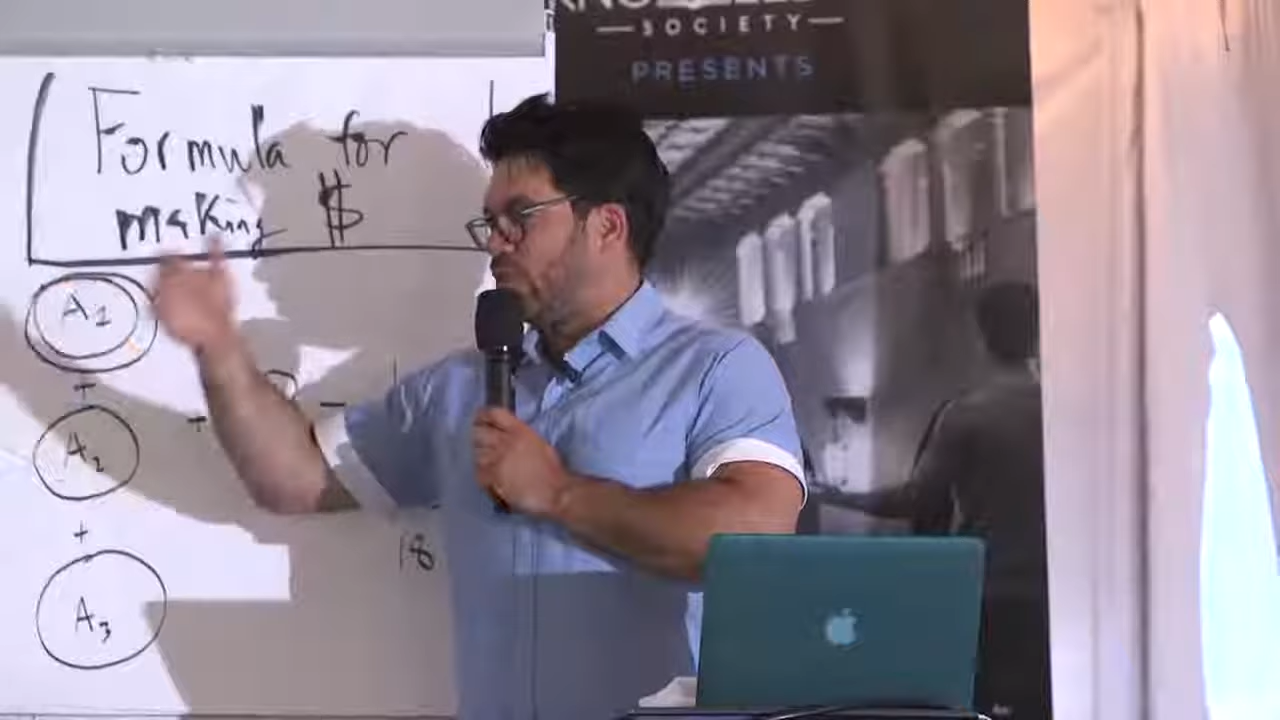 SOCIETY
PRESENTS
Formula for
making $
A1
+
A2
+
A3
+
-
18